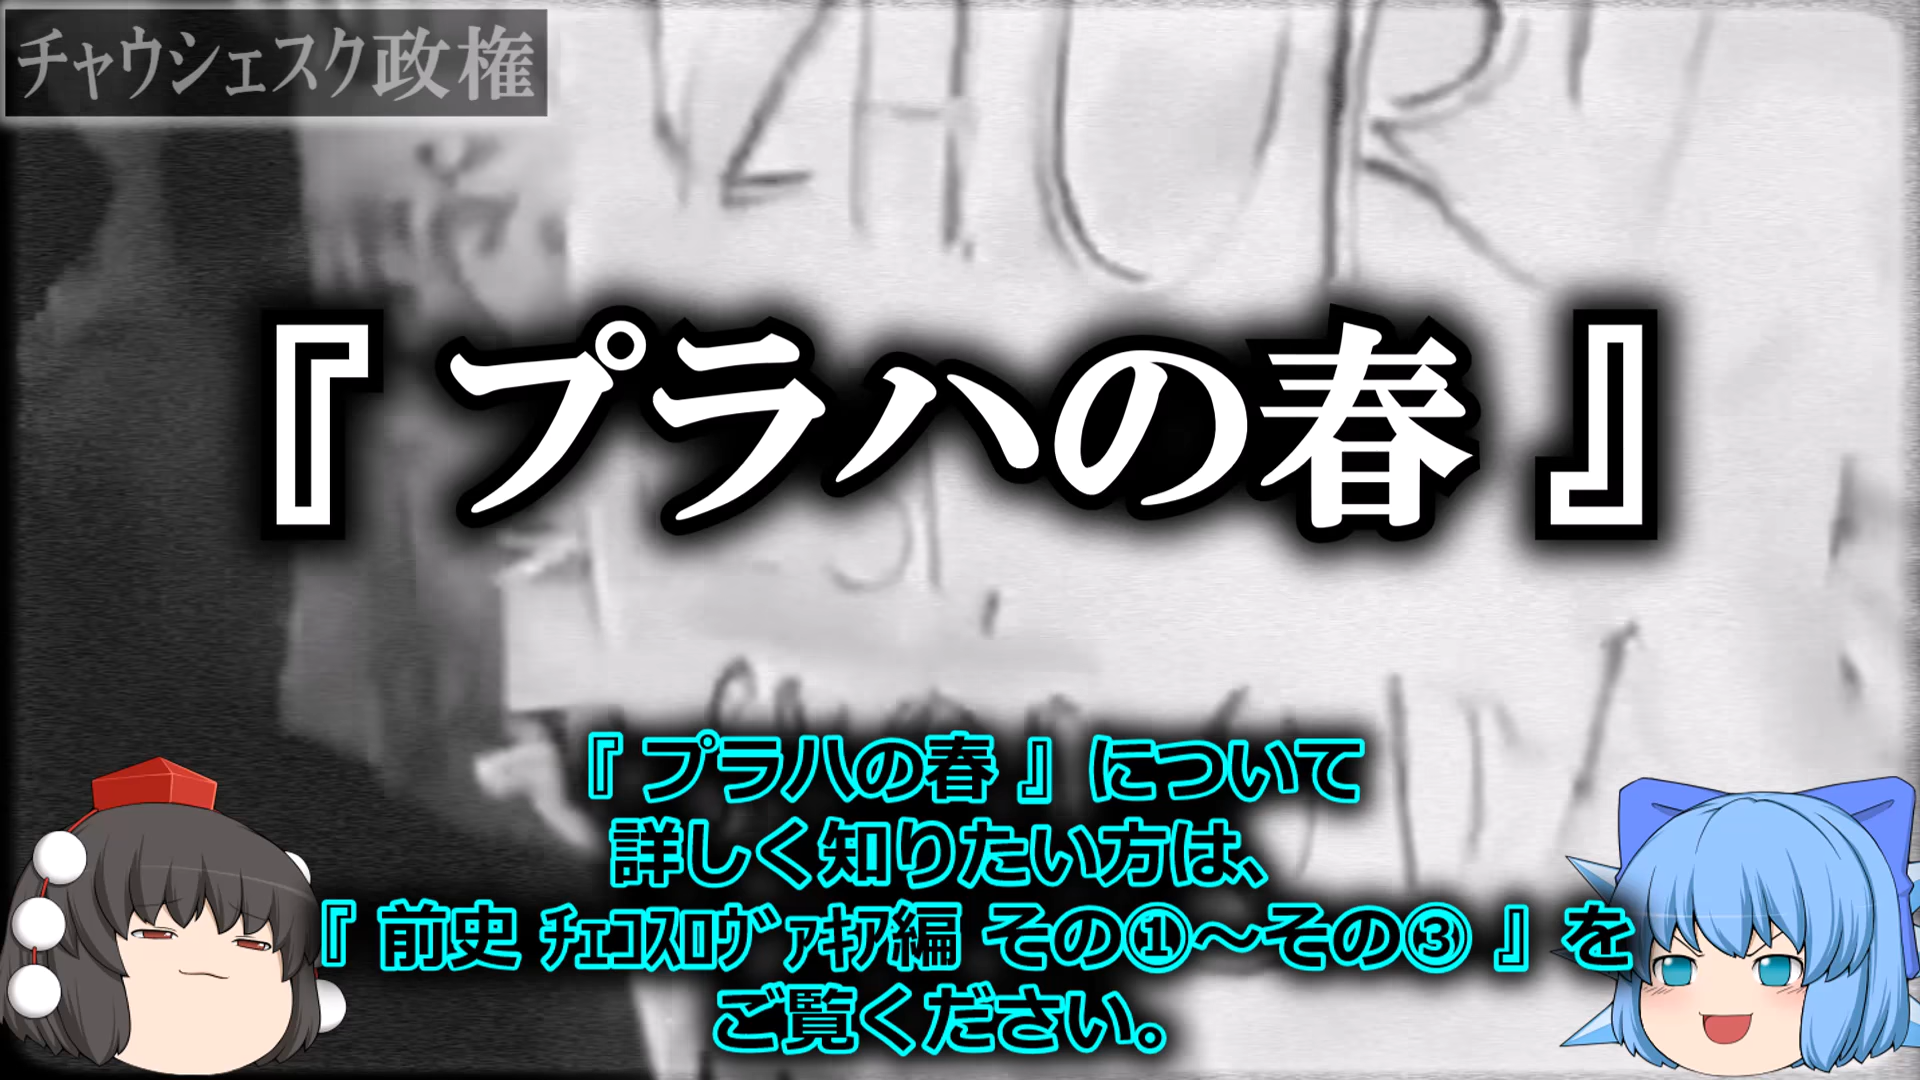 チャウシェスク政権
『 プラハの春 』
『 プラハの春 』 について
詳しく知りたい方は、
『 前史 ﾁｪｺｽﾛｳﾞｧｷｱ編 その①～その③ 』を
ご覧ください。